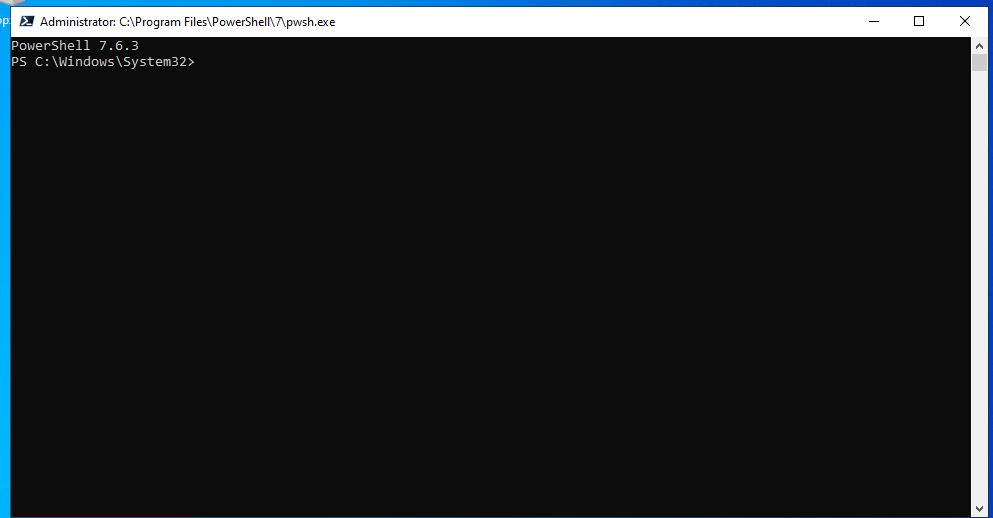 Administrator: C:\Program Files\PowerShell\7\pwsh.exe
PowerShell 7.6.3
PS C:\Windows\System32>